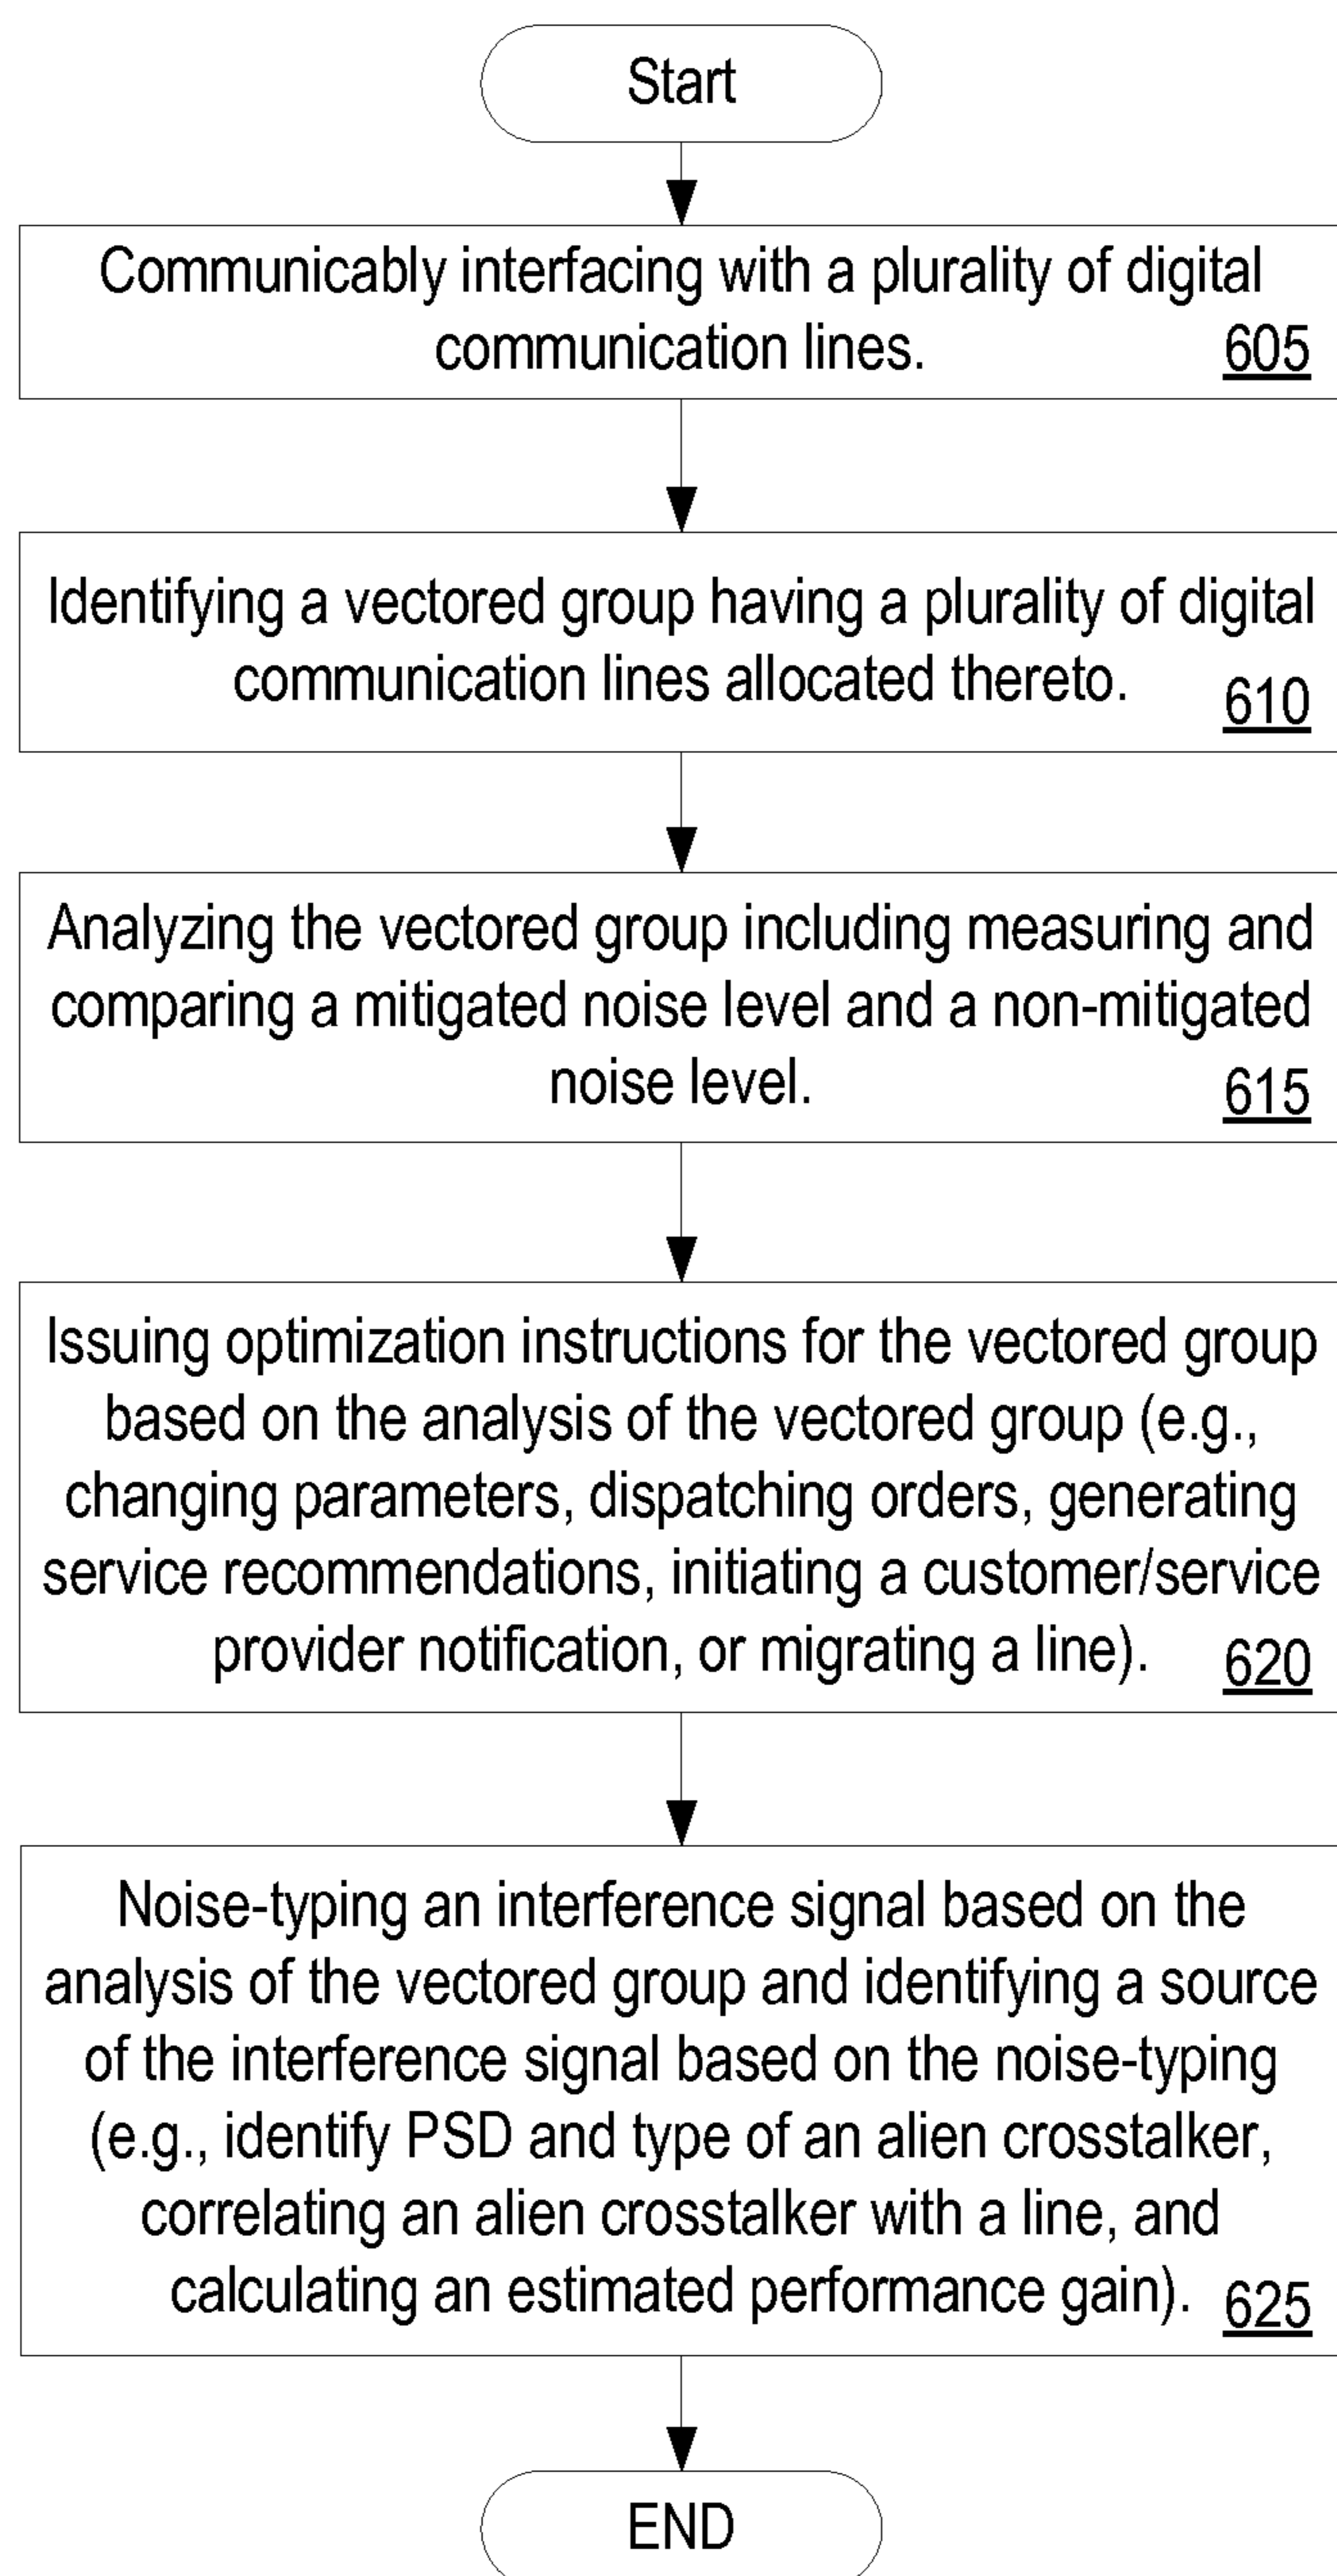 Start
Communicably interfacing with a plurality of digital
communication lines. 605
Identifying a vectored group having a plurality of digital
communication lines allocated thereto. 610
Analyzing the vectored group including measuring and
comparing a mitigated noise level and a non-mitigated
noise level. 615
Issuing optimization instructions for the vectored group
based on the analysis of the vectored group (e.g.,
changing parameters, dispatching orders, generating
service recommendations, initiating a customer/service
provider notification, or migrating a line). 620
Noise-typing an interference signal based on the
analysis of the vectored group and identifying a source
of the interference signal based on the noise-typing
(e.g., identify PSD and type of an alien crosstalker,
correlating an alien crosstalker with a line, and
calculating an estimated performance gain). 625
END